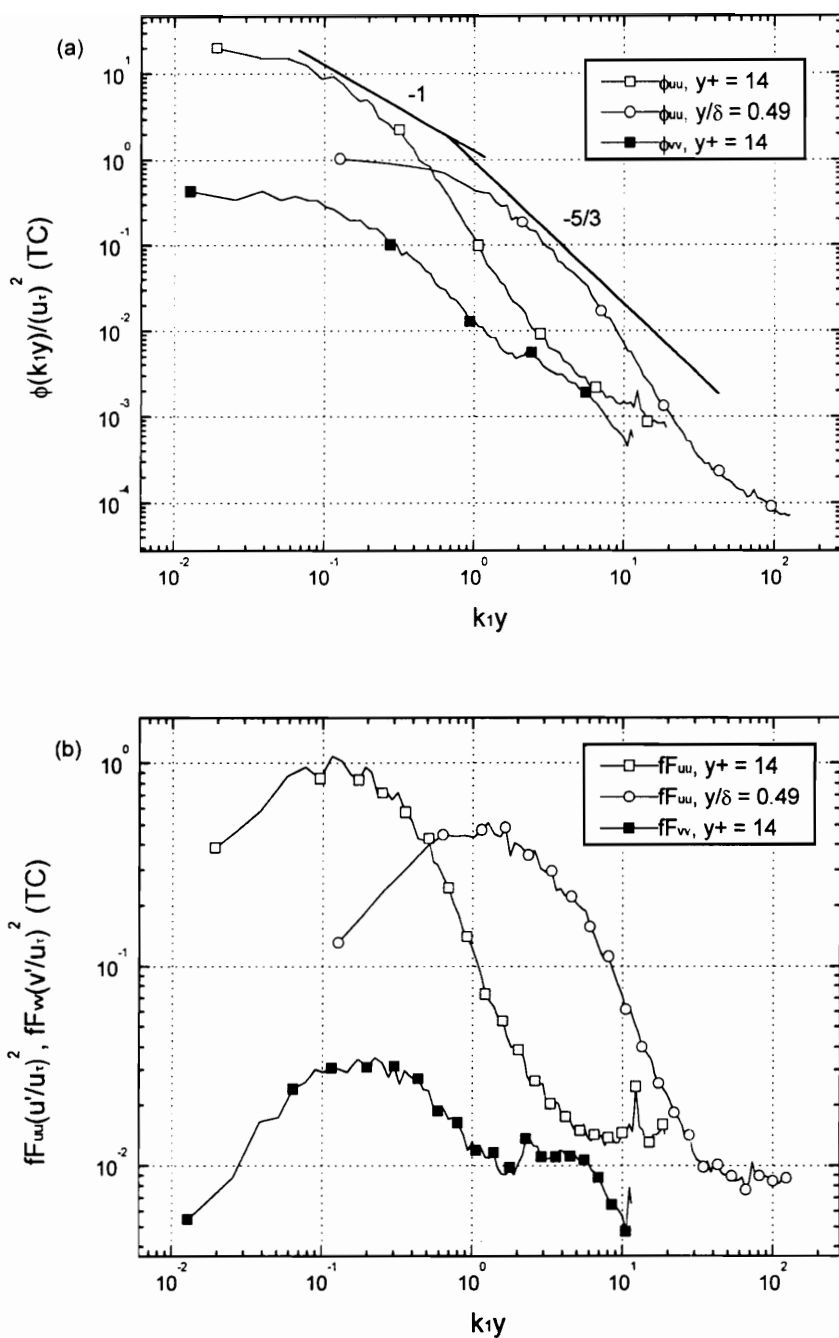 (a)
10¹
10⁰
10⁻¹
10⁻²
10⁻³
10⁻⁴
ϕ(k₁y)/(uτ)² (TC)
-1
-5/3
ϕuu, y+ = 14
ϕuu, y/δ = 0.49
ϕvv, y+ = 14
10⁻² 10⁻¹ 10⁰ 10¹ 10²
k₁y
(b)
10⁰
10⁻¹
10⁻²
fFuu(u'/uτ)², fFvv(v'/uτ)² (TC)
fFuu, y+ = 14
fFuu, y/δ = 0.49
fFvv, y+ = 14
10⁻² 10⁻¹ 10⁰ 10¹ 10²
k₁y